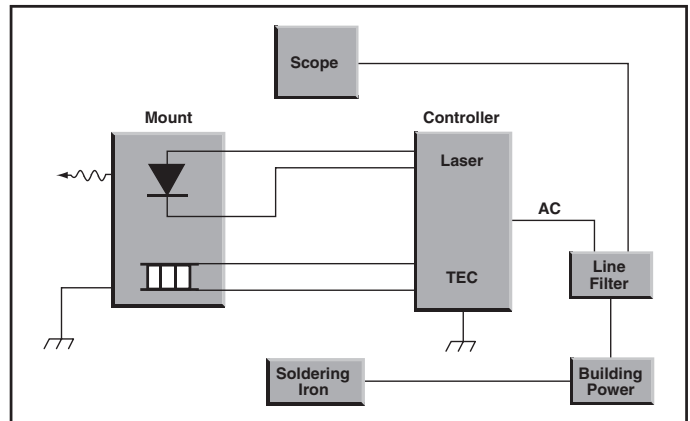 Scope
Mount
Controller
Laser
AC
Line
Filter
TEC
Soldering
Iron
Building
Power